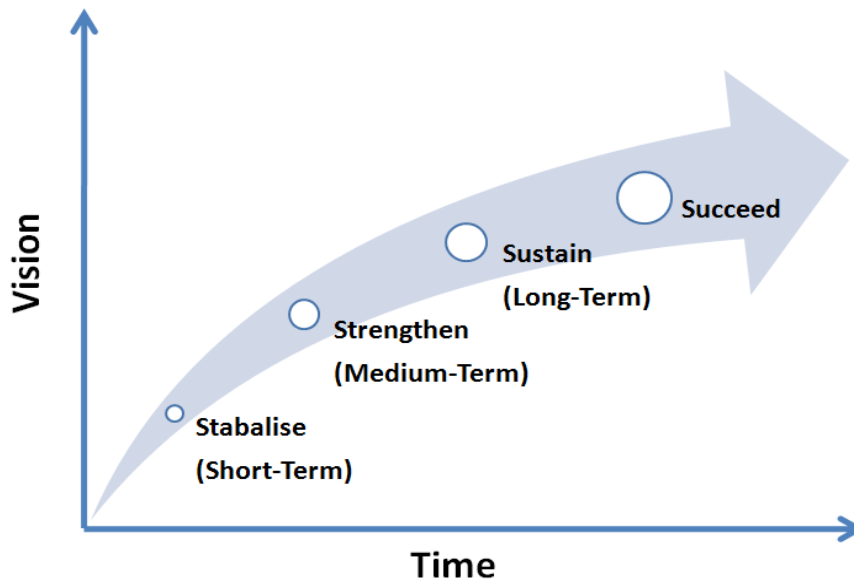 Vision
Succeed
Sustain
(Long-Term)
Strengthen
(Medium-Term)
Stabalise
(Short-Term)
Time